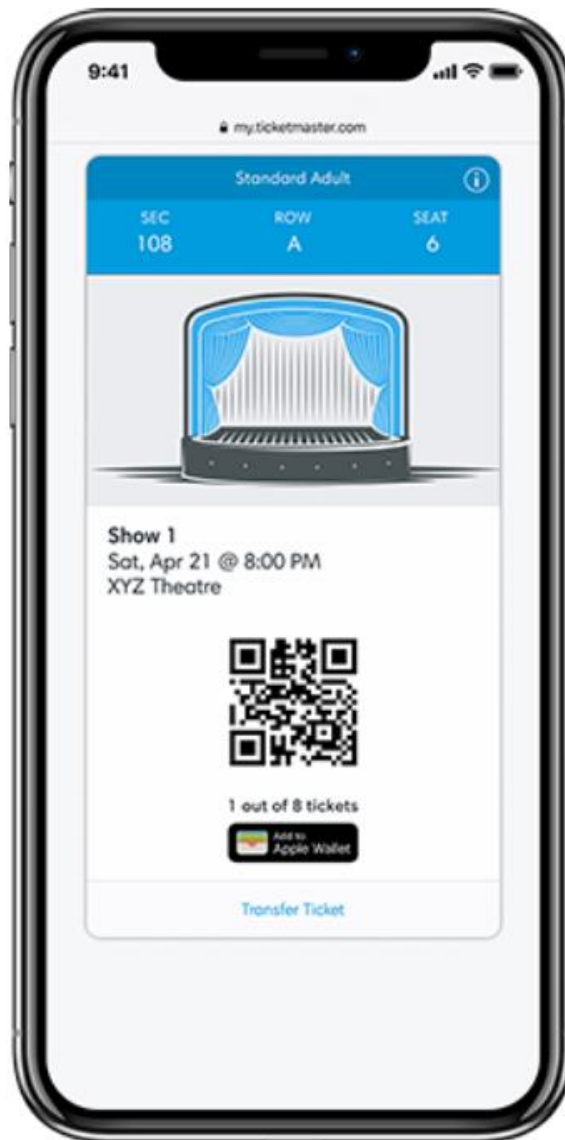 9:41
my.ticketmaster.com
Standard Adult
SEC ROW SEAT
108 A 6
Show 1
Sat, Apr 21 @ 8:00 PM
XYZ Theatre
1 out of 8 tickets
Add to
Apple Wallet
Transfer Ticket